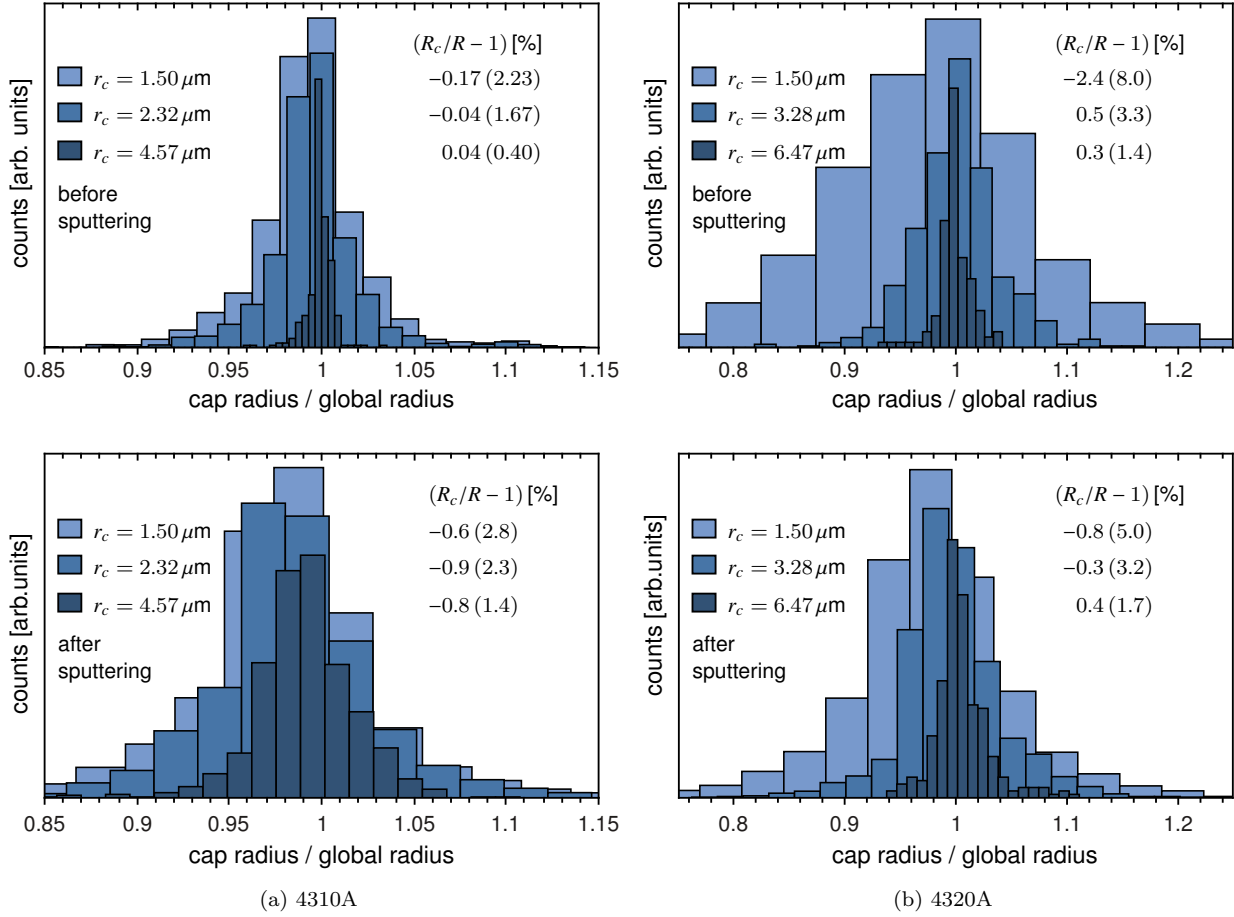 (R_c/R − 1) [%]
r_c = 1.50 μm −0.17 (2.23)
r_c = 2.32 μm −0.04 (1.67)
r_c = 4.57 μm 0.04 (0.40)
before
sputtering
counts [arb. units]
0.85 0.9 0.95 1 1.05 1.1 1.15
cap radius / global radius
(R_c/R − 1) [%]
r_c = 1.50 μm −2.4 (8.0)
r_c = 3.28 μm 0.5 (3.3)
r_c = 6.47 μm 0.3 (1.4)
before
sputtering
counts [arb. units]
0.8 0.9 1 1.1 1.2
cap radius / global radius
(R_c/R − 1) [%]
r_c = 1.50 μm −0.6 (2.8)
r_c = 2.32 μm −0.9 (2.3)
r_c = 4.57 μm −0.8 (1.4)
after
sputtering
counts [arb.units]
0.85 0.9 0.95 1 1.05 1.1 1.15
cap radius / global radius
(a) 4310A
(R_c/R − 1) [%]
r_c = 1.50 μm −0.8 (5.0)
r_c = 3.28 μm −0.3 (3.2)
r_c = 6.47 μm 0.4 (1.7)
after
sputtering
counts [arb.units]
0.8 0.9 1 1.1 1.2
cap radius / global radius
(b) 4320A